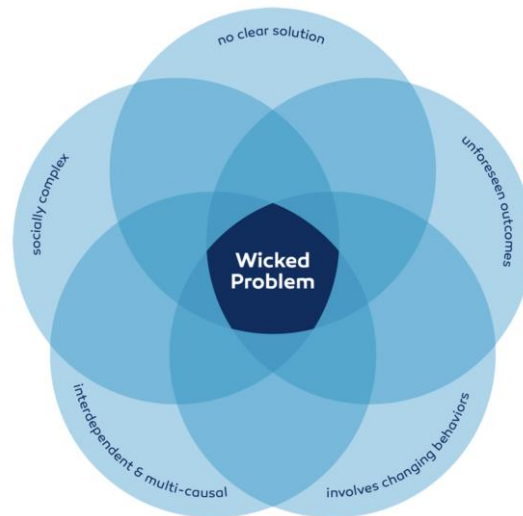 no clear solution
socially complex
unforeseen outcomes
Wicked
Problem
interdependent & multi-causal
involves changing behaviors